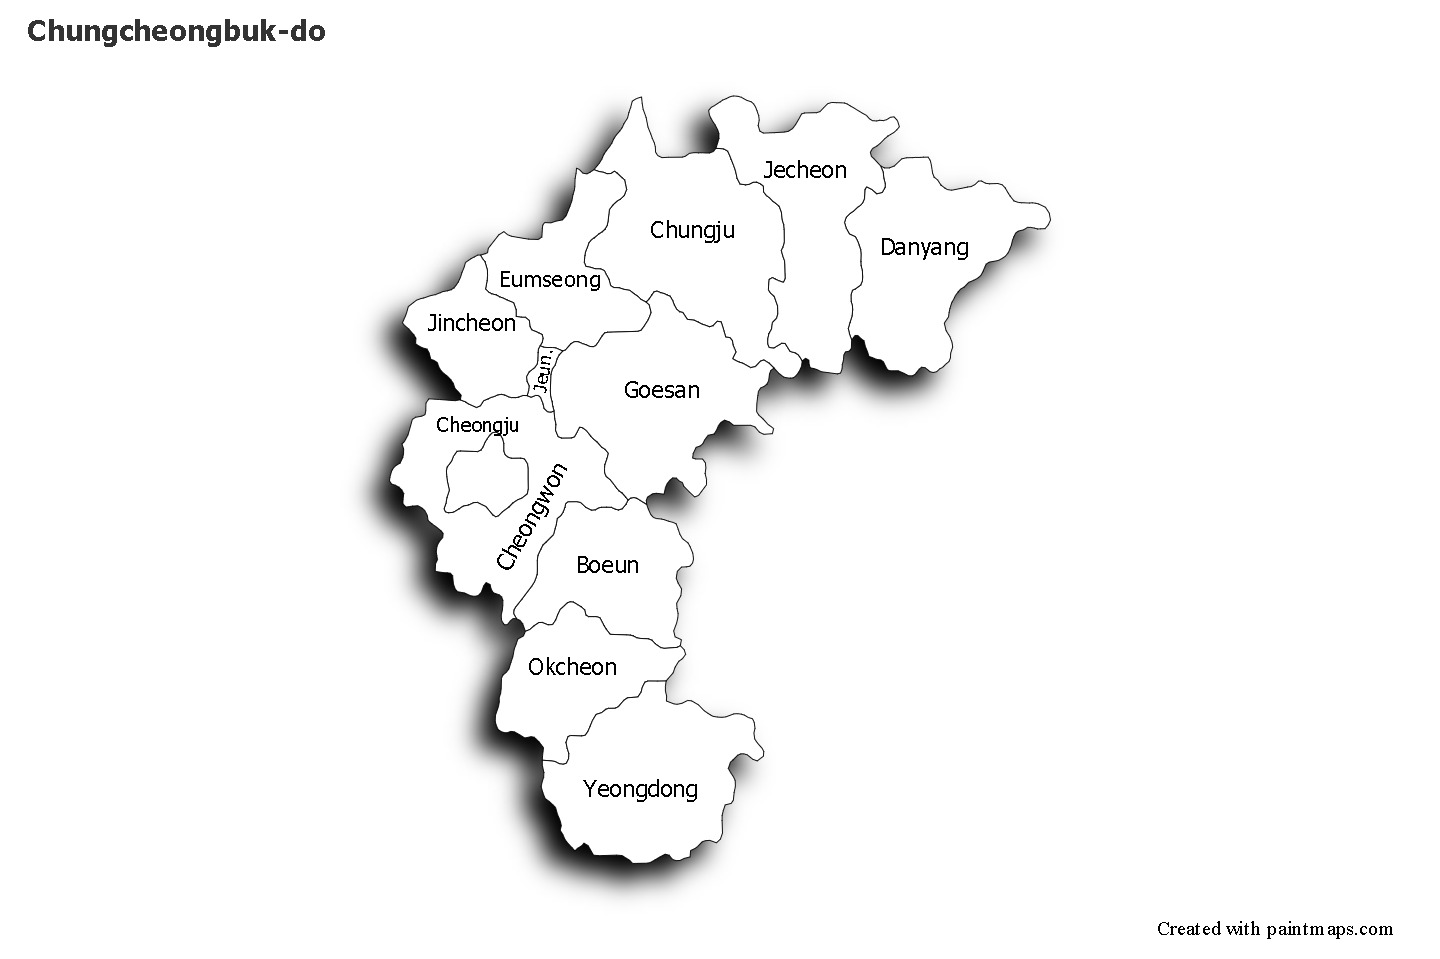 Chungcheongbuk-do
Jecheon
Chungju
Danyang
Eumseong
Jincheon
Jeun.
Goesan
Cheongju
Cheongwon
Boeun
Okcheon
Yeongdong
Created with paintmaps.com